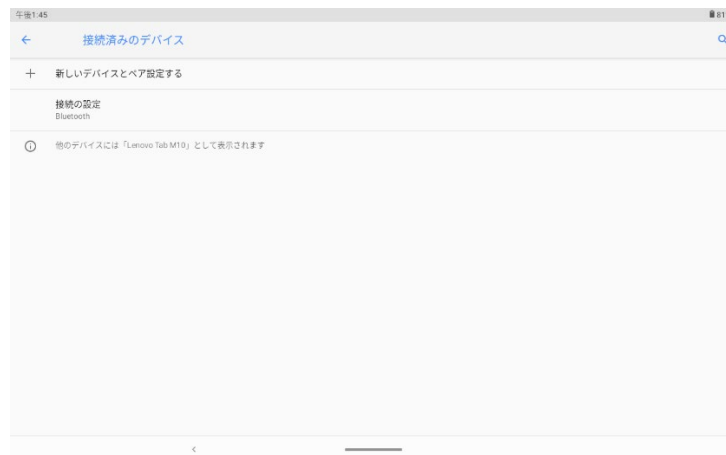 午後1:45
81
接続済みのデバイス
新しいデバイスとペア設定する
接続の設定
Bluetooth
他のデバイスには「Lenovo Tab M10」として表示されます